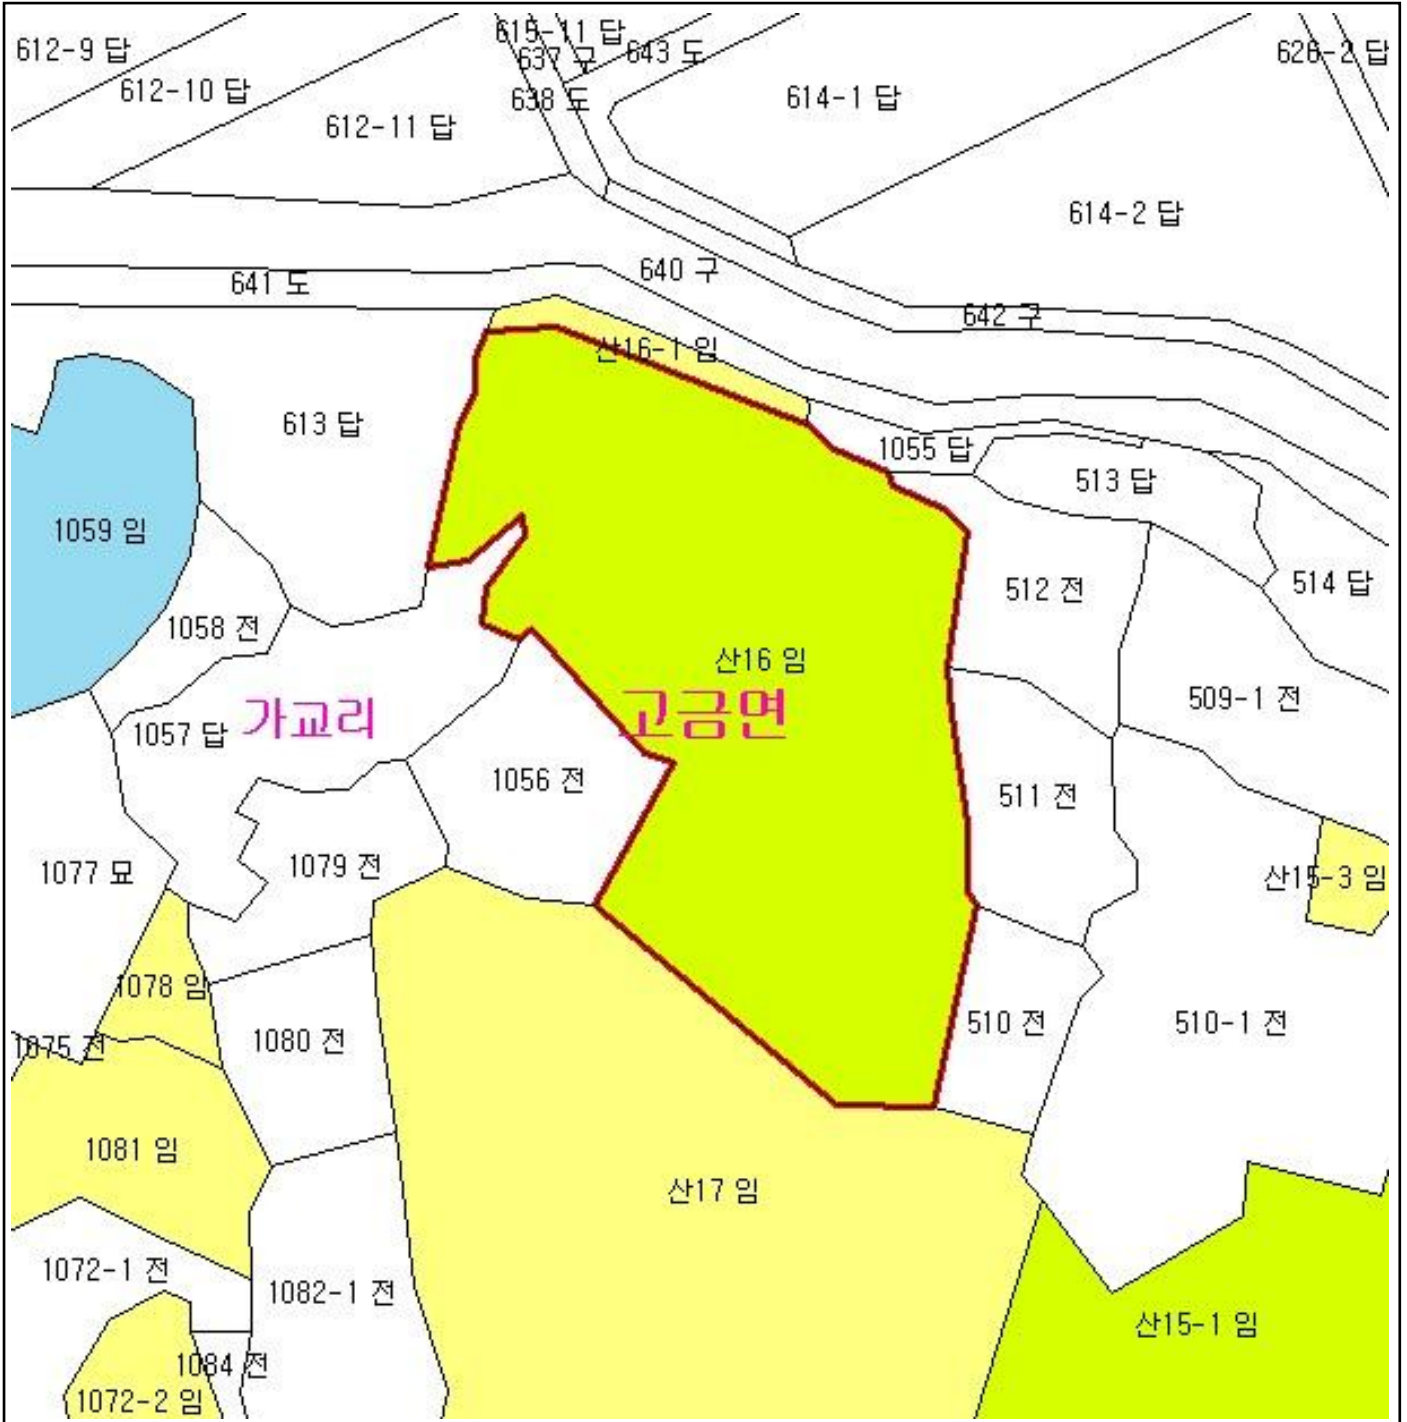 615-11 답
612-9 답
637 구
643 도
626-2 답
612-10 답
638 도
614-1 답
612-11 답
614-2 답
640 구
641 도
642 구
산16-1 임
613 답
1055 답
513 답
1059 임
512 전
514 답
1058 전
산16 임
509-1 전
가교리
고금면
1057 답
1056 전
511 전
1079 전
1077 묘
산15-3 임
1078 임
510 전
510-1 전
1075 전
1080 전
1081 임
산17 임
1072-1 전
1082-1 전
산15-1 임
1084 전
1072-2 임